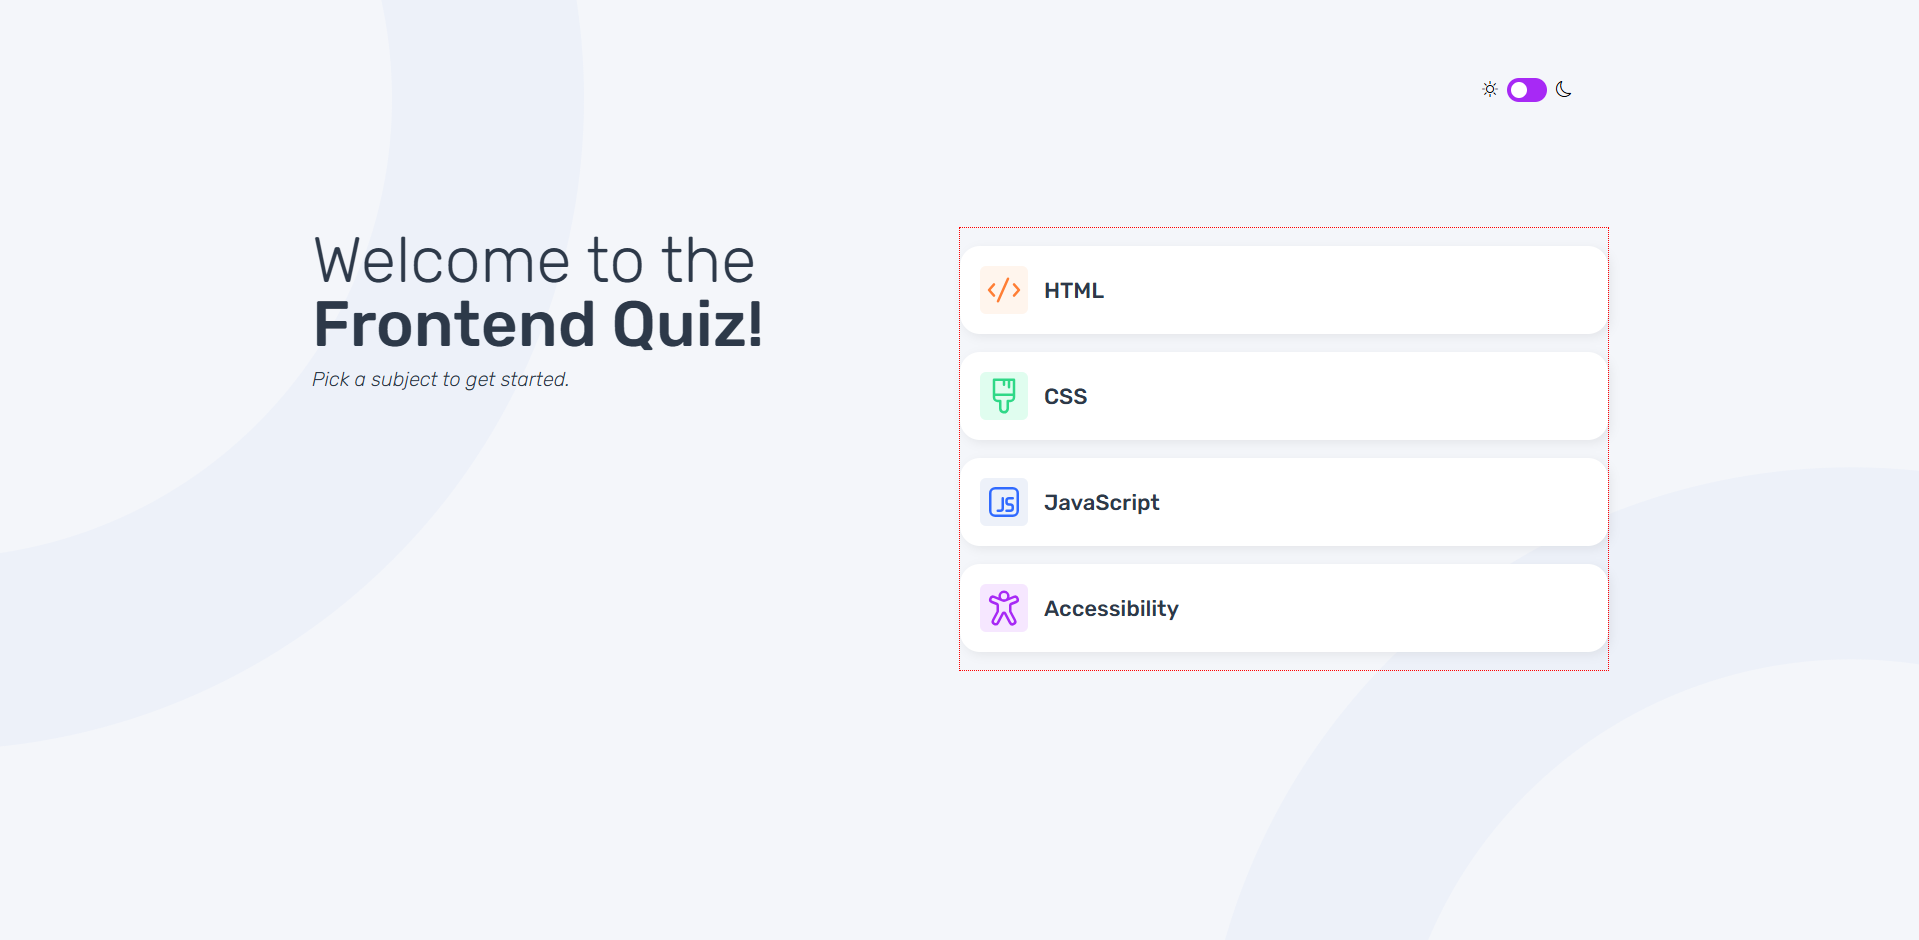 Welcome to the
Frontend Quiz!
Pick a subject to get started.
HTML
CSS
JS
JavaScript
Accessibility